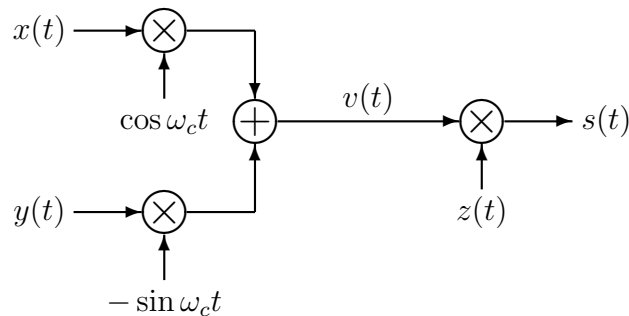 x(t)
cos ω_c t
v(t)
s(t)
y(t)
z(t)
− sin ω_c t